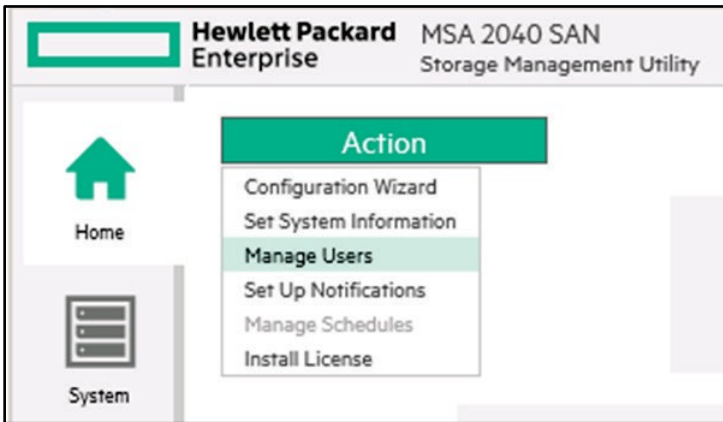 Hewlett Packard
Enterprise
MSA 2040 SAN
Storage Management Utility
Home
System
Action
Configuration Wizard
Set System Information
Manage Users
Set Up Notifications
Manage Schedules
Install License